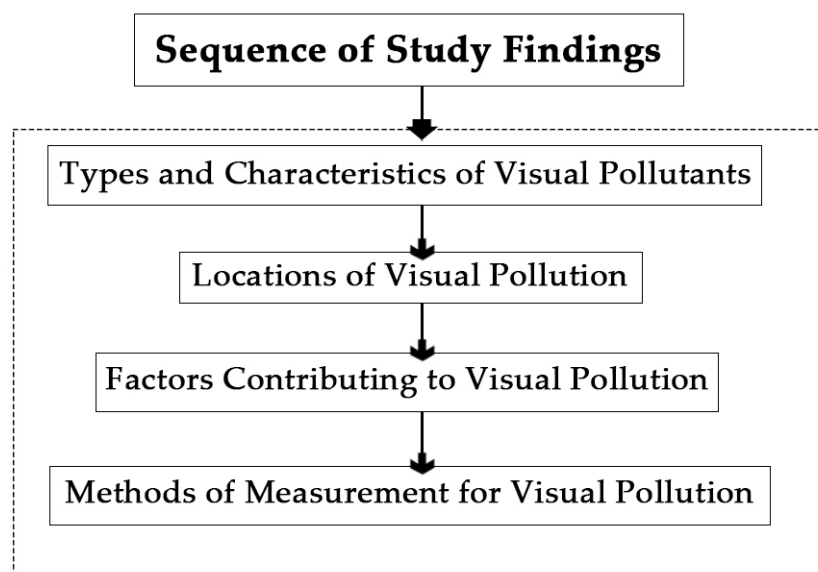 Sequence of Study Findings
Types and Characteristics of Visual Pollutants
Locations of Visual Pollution
Factors Contributing to Visual Pollution
Methods of Measurement for Visual Pollution